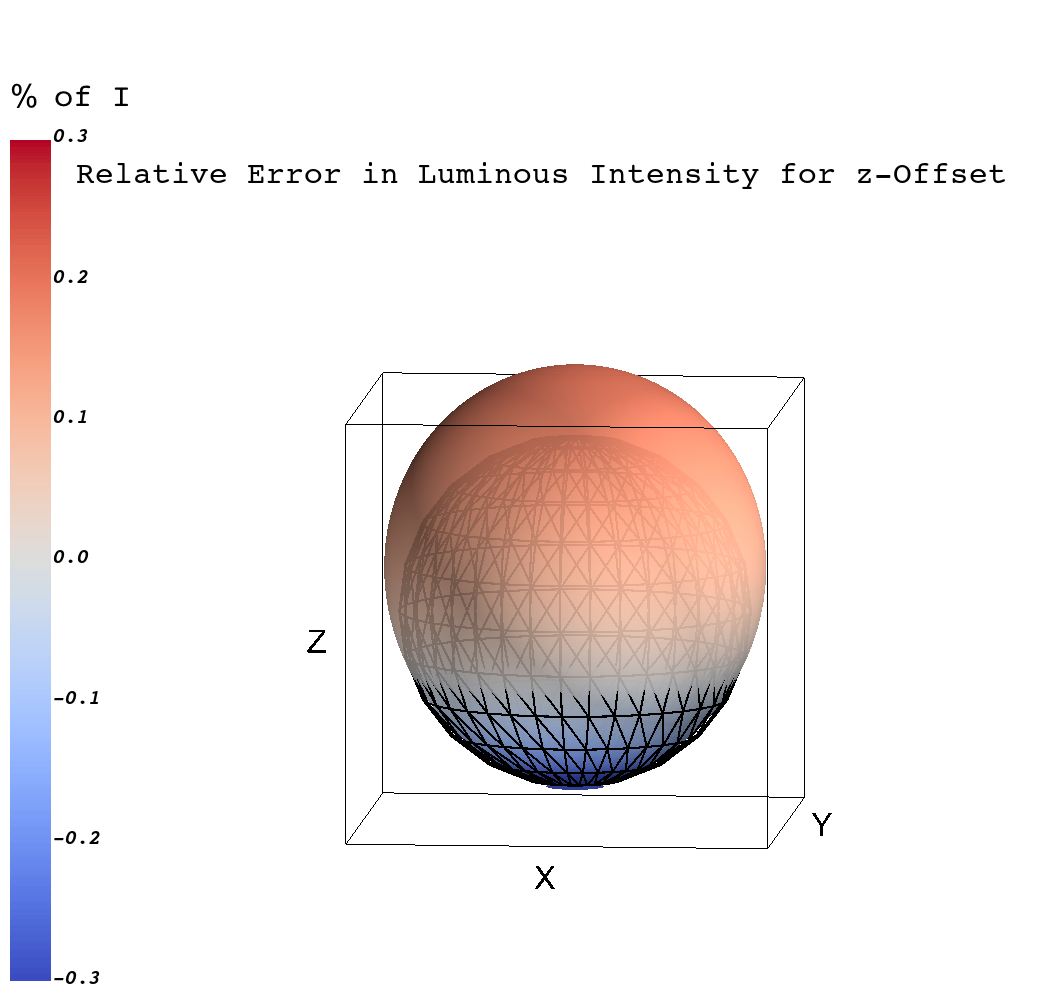 % of I
0.3
Relative Error in Luminous Intensity for z-Offset
0.2
0.1
0.0
Z
-0.1
Y
-0.2
X
-0.3